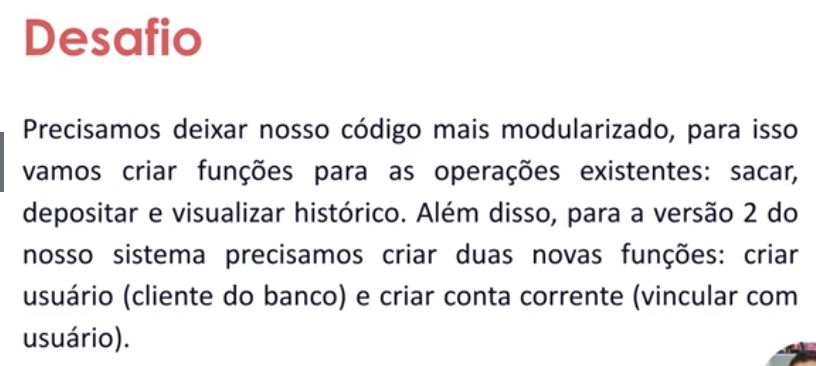 Desafio
Precisamos deixar nosso código mais modularizado, para isso
vamos criar funções para as operações existentes: sacar,
depositar e visualizar histórico. Além disso, para a versão 2 do
nosso sistema precisamos criar duas novas funções: criar
usuário (cliente do banco) e criar conta corrente (vincular com
usuário).